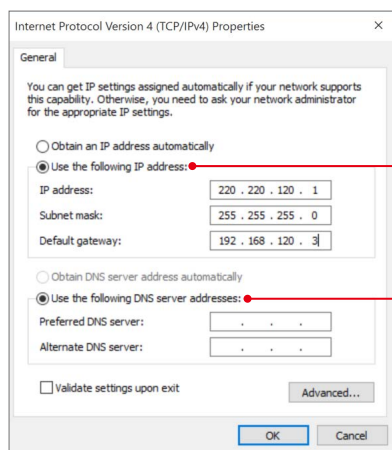 Internet Protocol Version 4 (TCP/IPv4) Properties
General
You can get IP settings assigned automatically if your network supports
this capability. Otherwise, you need to ask your network administrator
for the appropriate IP settings.
Obtain an IP address automatically
Use the following IP address:
IP address: 220 . 220 . 120 . 1
Subnet mask: 255 . 255 . 255 . 0
Default gateway: 192 . 168 . 120 . 3
Obtain DNS server address automatically
Use the following DNS server addresses:
Preferred DNS server: . . .
Alternate DNS server: . . .
Validate settings upon exit
Advanced...
OK Cancel